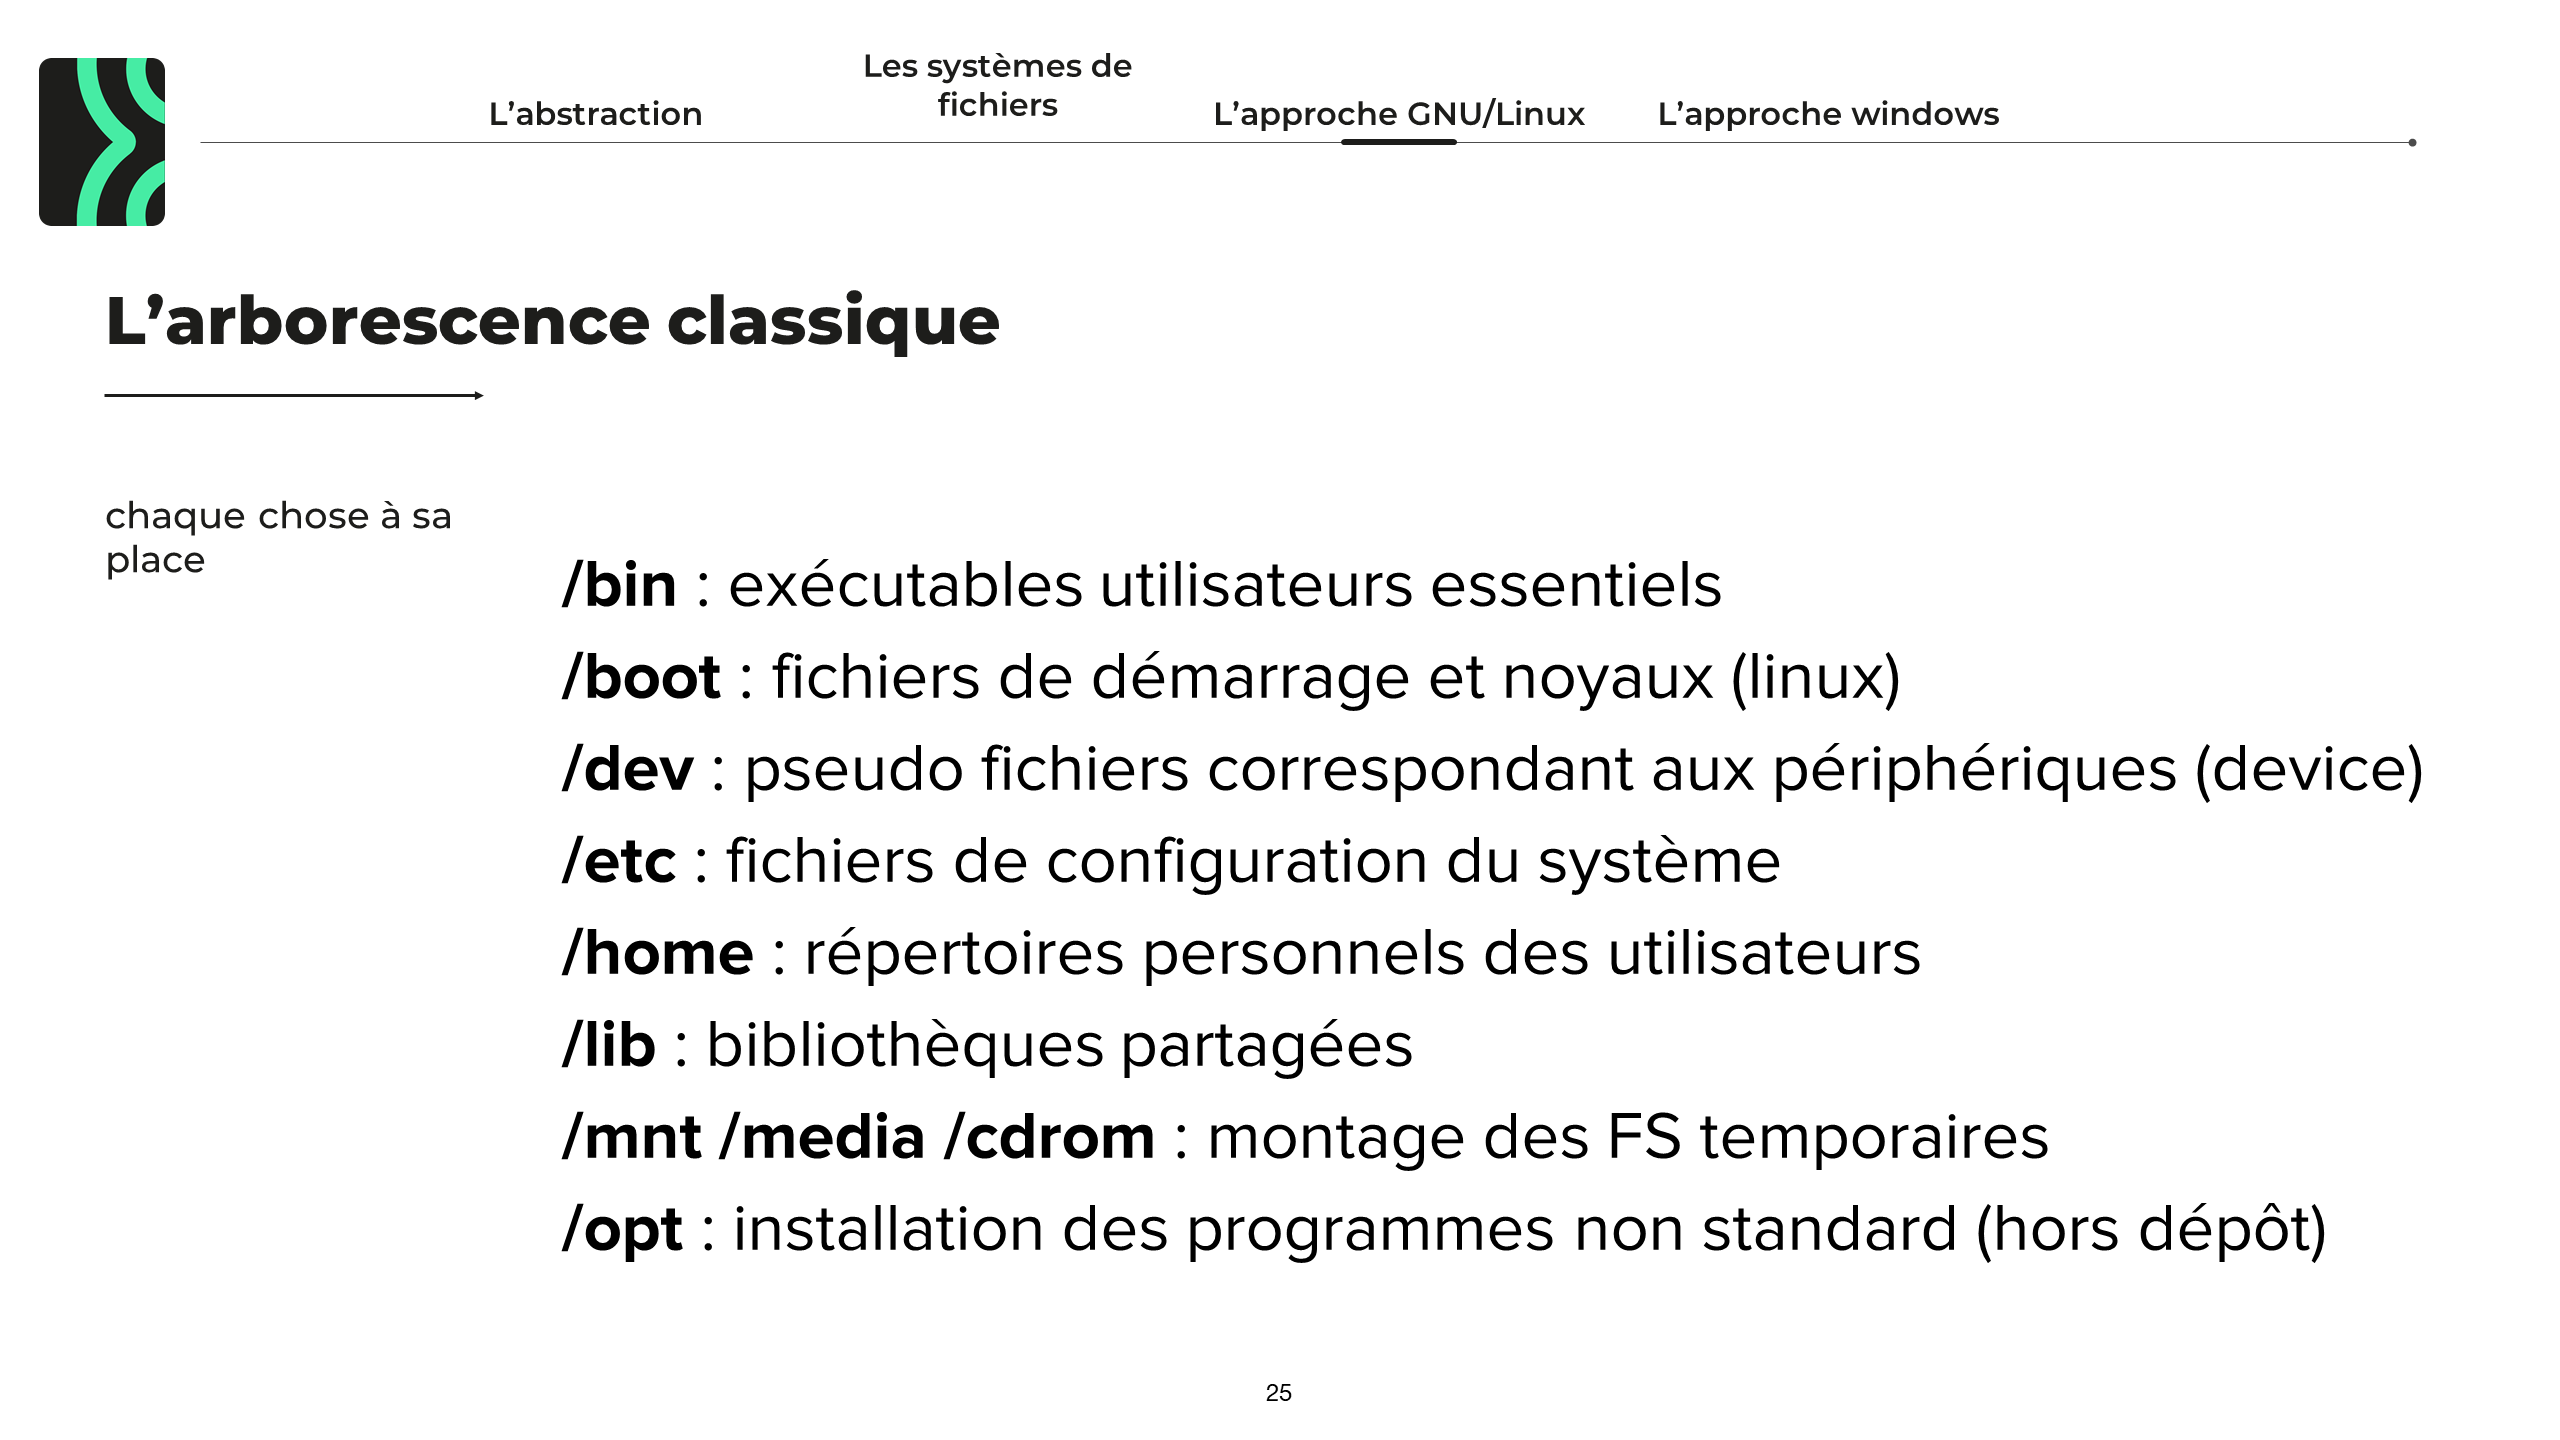 L’abstraction
Les systèmes de
fichiers
L’approche GNU/Linux
L’approche windows
L’arborescence classique
chaque chose à sa
place
/bin : exécutables utilisateurs essentiels
/boot : fichiers de démarrage et noyaux (linux)
/dev : pseudo fichiers correspondant aux périphériques (device)
/etc : fichiers de configuration du système
/home : répertoires personnels des utilisateurs
/lib : bibliothèques partagées
/mnt /media /cdrom : montage des FS temporaires
/opt : installation des programmes non standard (hors dépôt)
25